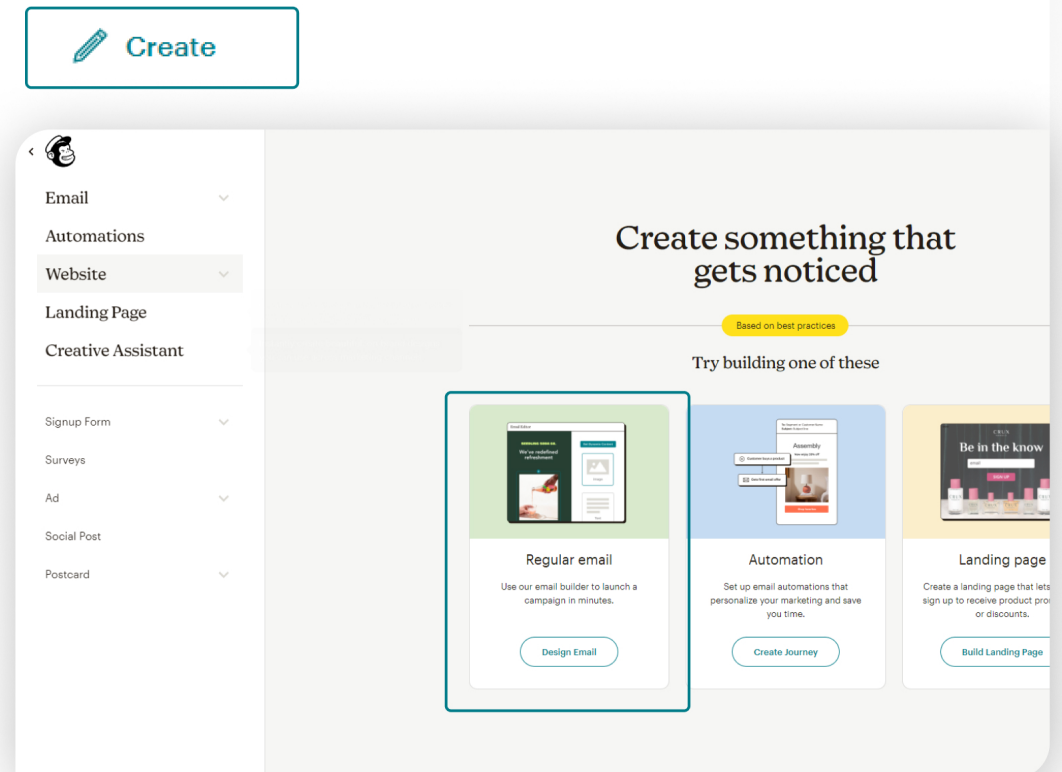 Create
Email
Automations
Website
Landing Page
Creative Assistant
Signup Form
Surveys
Ad
Social Post
Postcard
Create something that
gets noticed
Based on best practices
Try building one of these
Email Editor
We've redefined
refreshment
Regular email
Use our email builder to launch a
campaign in minutes.
Design Email
Assembly
Automation
Set up email automations that
personalize your marketing and save
you time.
Create Journey
CRUX
Be in the know
email
SIGN UP
Landing page
Create a landing page that lets
sign up to receive product pro
or discounts.
Build Landing Page